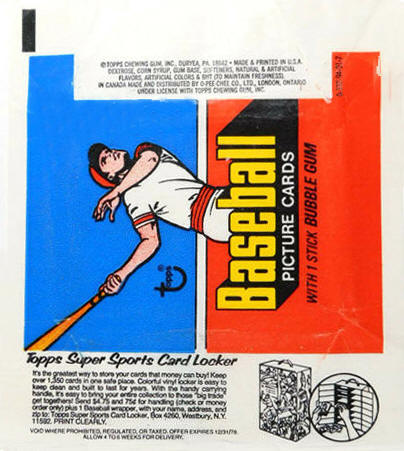 ©TOPPS CHEWING GUM, INC., DURYEA, PA. 18642 • MADE & PRINTED IN U.S.A.
DEXTROSE, CORN SYRUP, GUM BASE, SOFTENERS, NATURAL & ARTIFICIAL
FLAVORS, ARTIFICIAL COLORS & BHT (TO MAINTAIN FRESHNESS).
IN CANADA MADE AND DISTRIBUTED BY O-PEE-CHEE CO., LTD., LONDON, ONTARIO
UNDER LICENSE WITH TOPPS CHEWING GUM, INC.
Baseball
PICTURE CARDS
WITH 1 STICK BUBBLE GUM
Topps
Topps Super Sports Card Locker
It's the greatest way to store your cards that money can buy! Keep
over 1,350 cards in one safe place. Colorful vinyl locker is easy to
keep clean and built to last for years. With the handy carrying
handle, it's easy to bring your entire collection to those "big trade"
get togethers! Send $4.75 and 75¢ for handling (check or money
order only) plus 1 Baseball wrapper, with your name, address, and
zip to: Topps Super Sports Card Locker, Box 4260, Westbury, N.Y.
11592. PRINT CLEARLY.
VOID WHERE PROHIBITED, REGULATED, OR TAXED. OFFER EXPIRES 12/31/78.
ALLOW 4 TO 6 WEEKS FOR DELIVERY.